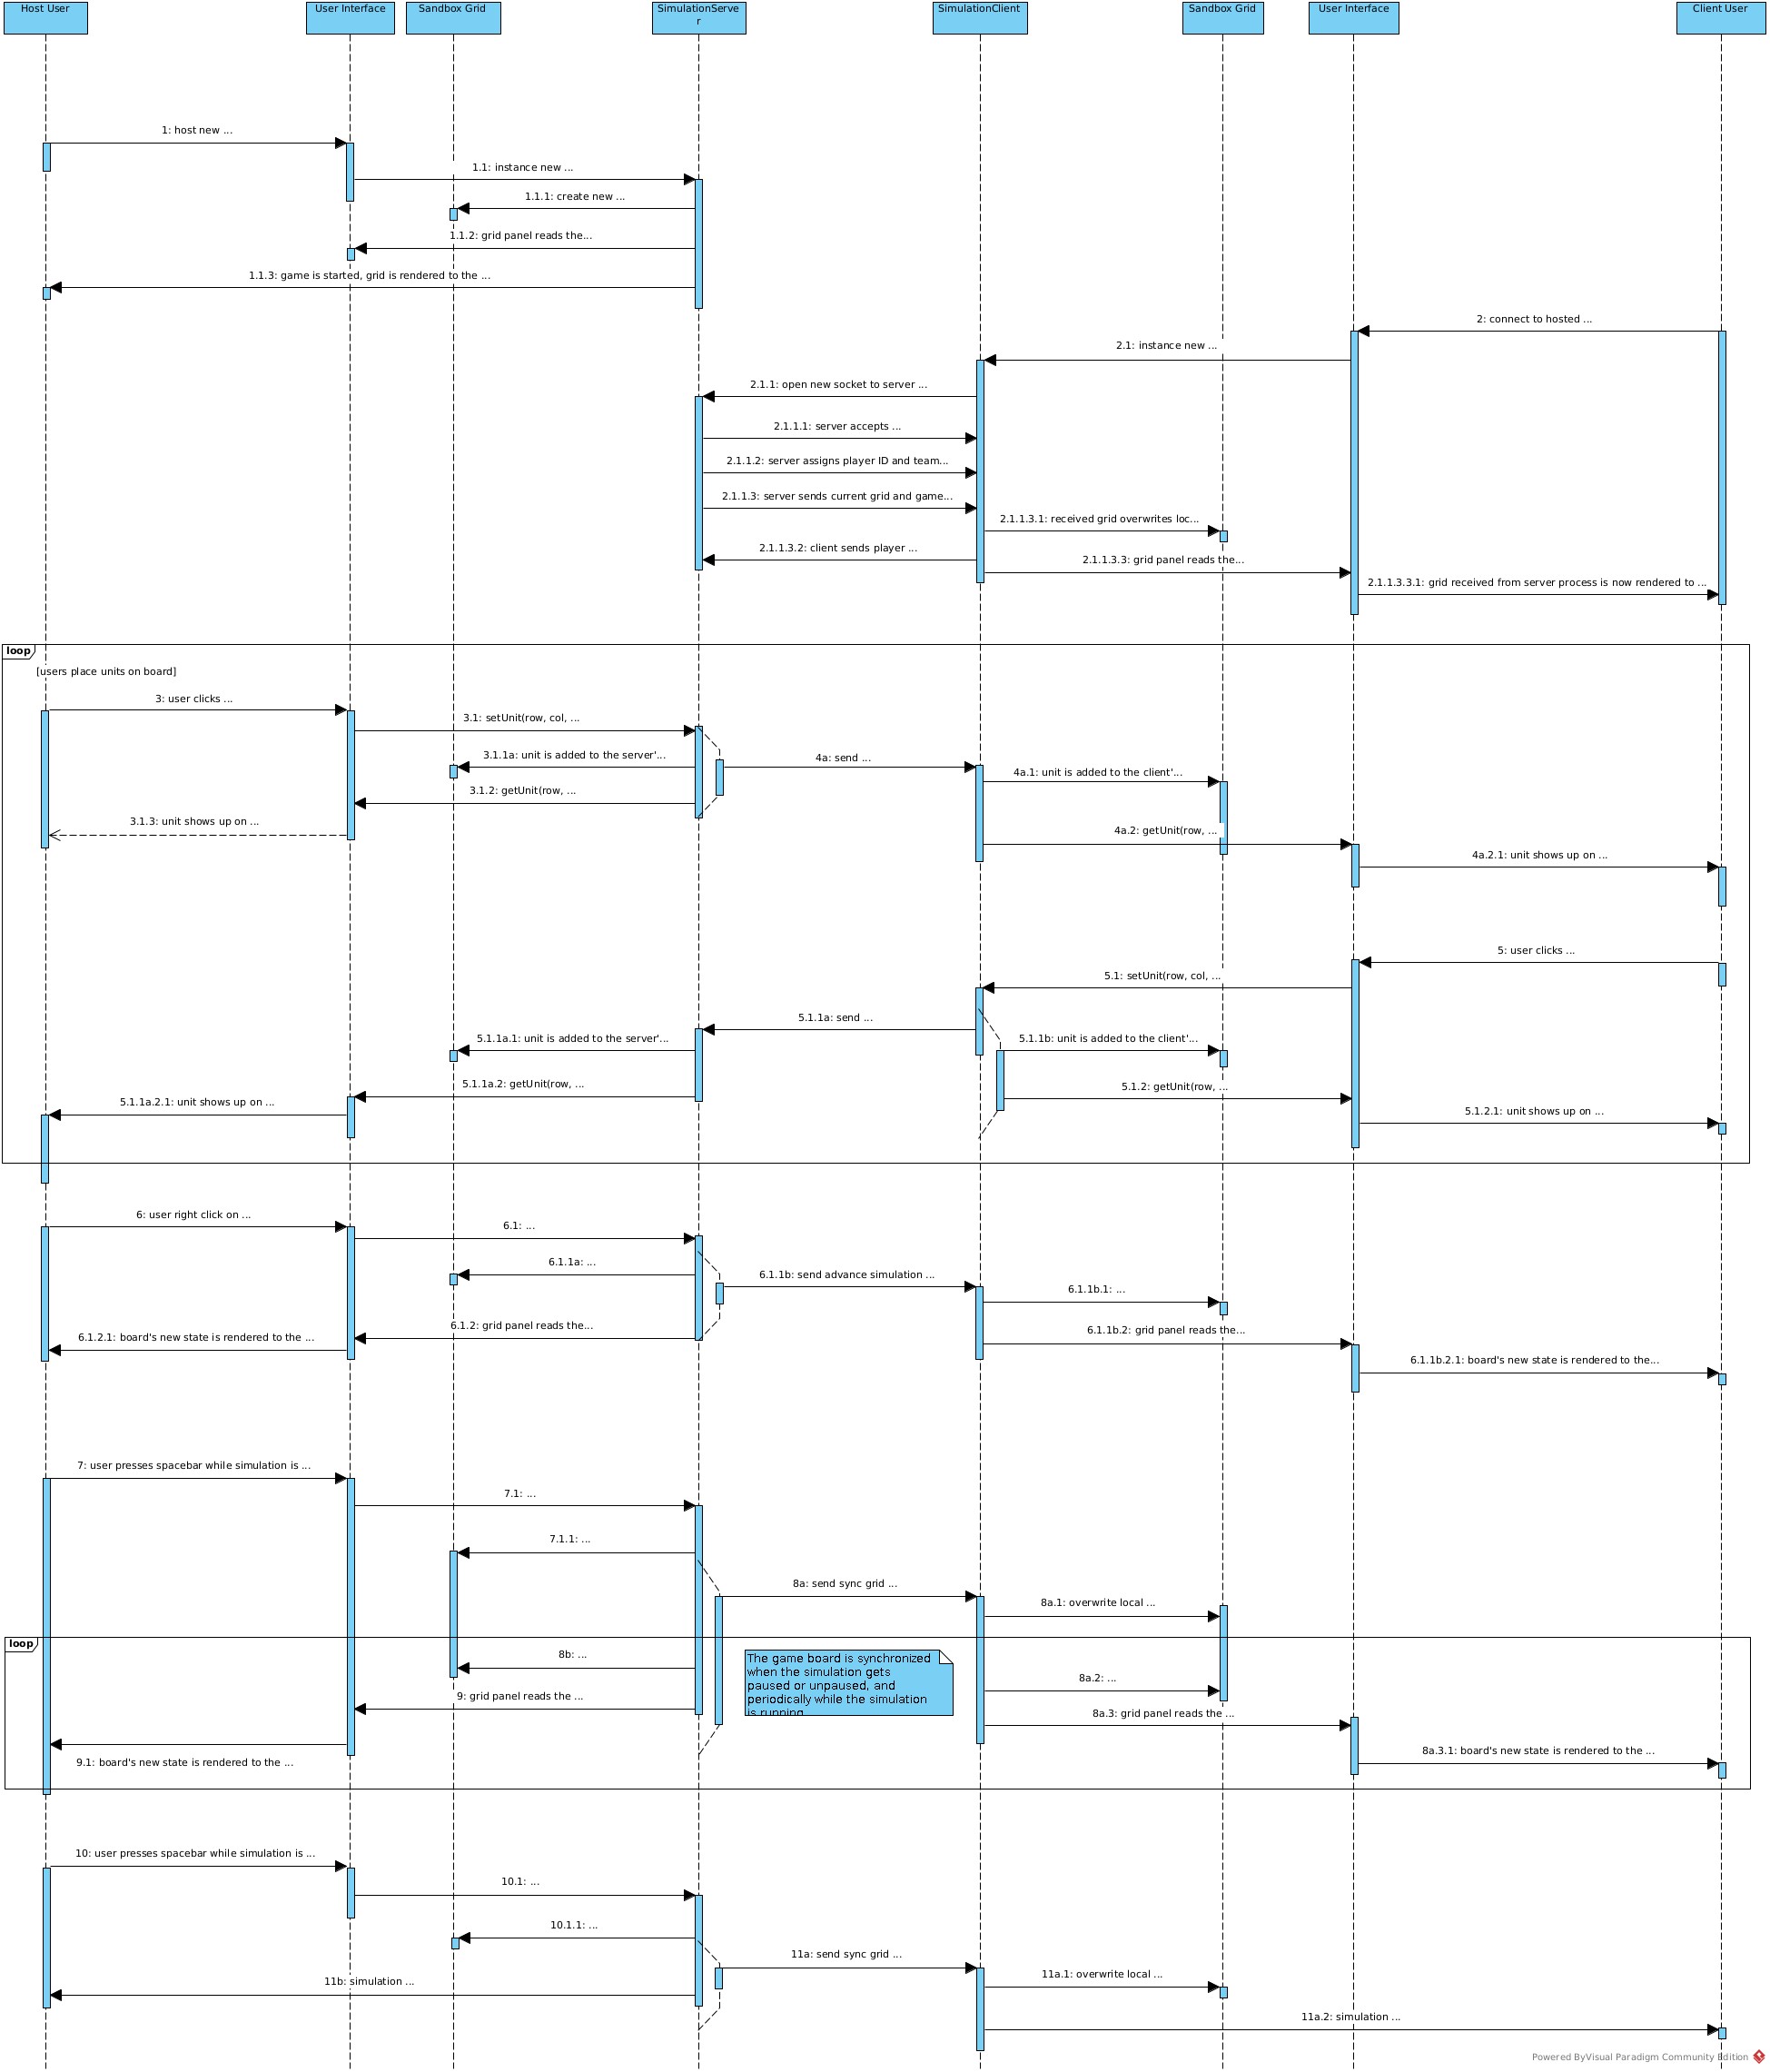 Host User
User Interface
Sandbox Grid
SimulationServe
r
SimulationClient
Sandbox Grid
User Interface
Client User
1: host new ...
1.1: instance new ...
1.1.1: create new ...
1.1.2: grid panel reads the...
1.1.3: game is started, grid is rendered to the ...
2: connect to hosted ...
2.1: instance new ...
2.1.1: open new socket to server ...
2.1.1.1: server accepts ...
2.1.1.2: server assigns player ID and team...
2.1.1.3: server sends current grid and game...
2.1.1.3.1: received grid overwrites loc...
2.1.1.3.2: client sends player ...
2.1.1.3.3: grid panel reads the...
2.1.1.3.3.1: grid received from server process is now rendered to ...
loop
[users place units on board]
3: user clicks ...
3.1: setUnit(row, col, ...
3.1.1a: unit is added to the server'...
4a: send ...
4a.1: unit is added to the client'...
3.1.2: getUnit(row, ...
3.1.3: unit shows up on ...
4a.2: getUnit(row, ...
4a.2.1: unit shows up on ...
5: user clicks ...
5.1: setUnit(row, col, ...
5.1.1a: send ...
5.1.1a.1: unit is added to the server'...
5.1.1b: unit is added to the client'...
5.1.1a.2: getUnit(row, ...
5.1.2: getUnit(row, ...
5.1.1a.2.1: unit shows up on ...
5.1.2.1: unit shows up on ...
6: user right click on ...
6.1: ...
6.1.1a: ...
6.1.1b: send advance simulation ...
6.1.1b.1: ...
6.1.2: grid panel reads the...
6.1.1b.2: grid panel reads the...
6.1.2.1: board's new state is rendered to the ...
6.1.1b.2.1: board's new state is rendered to the...
7: user presses spacebar while simulation is ...
7.1: ...
7.1.1: ...
8a: send sync grid ...
8a.1: overwrite local ...
loop
8b: ...
The game board is synchronized
when the simulation gets
paused or unpaused, and
periodically while the simulation
is running
8a.2: ...
9: grid panel reads the ...
8a.3: grid panel reads the ...
8a.3.1: board's new state is rendered to the ...
9.1: board's new state is rendered to the ...
10: user presses spacebar while simulation is ...
10.1: ...
10.1.1: ...
11a: send sync grid ...
11a.1: overwrite local ...
11b: simulation ...
11a.2: simulation ...
Powered ByVisual Paradigm Community Edition